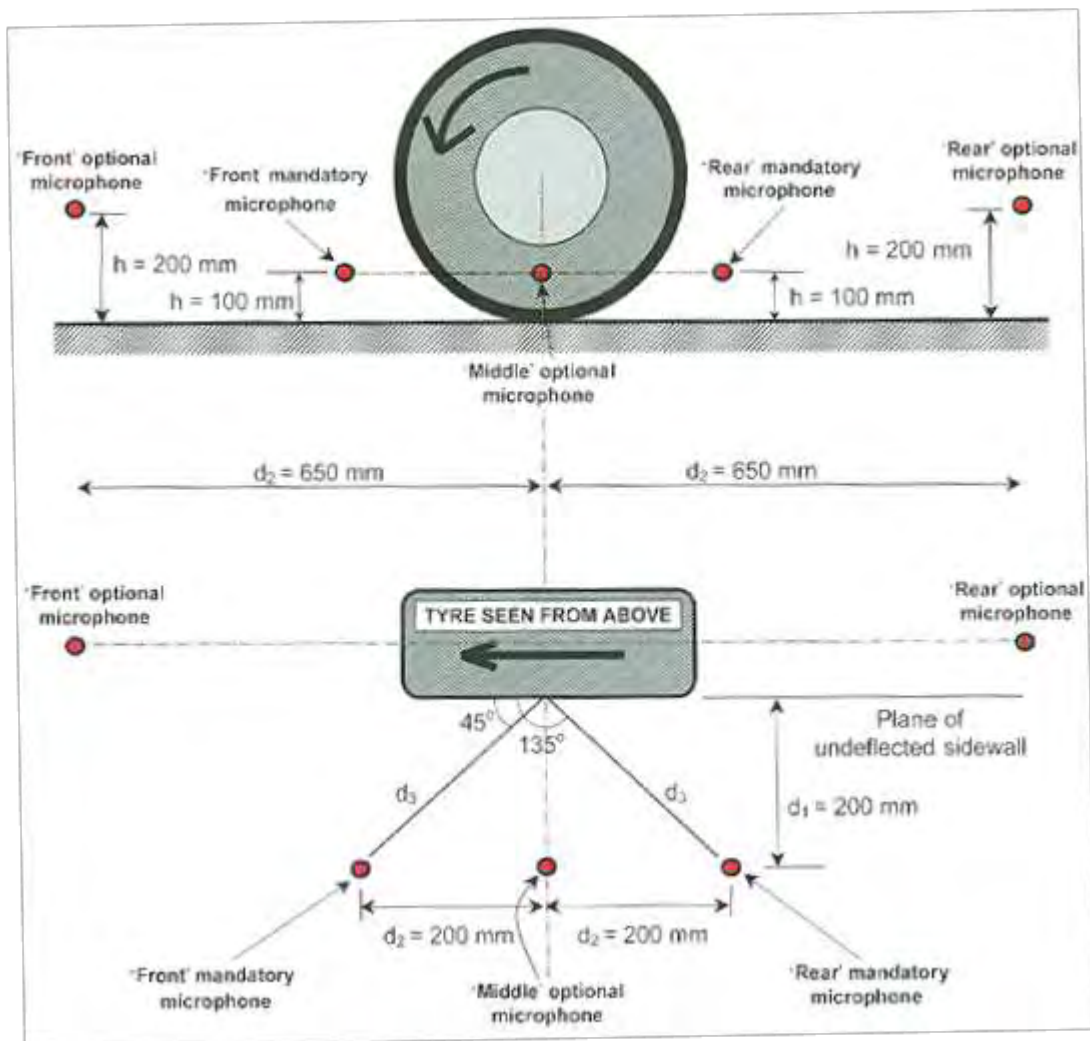 'Front' optional
microphone
'Front' mandatory
microphone
'Rear' mandatory
microphone
'Rear' optional
microphone
h = 200 mm
h = 100 mm
h = 200 mm
h = 100 mm
'Middle' optional
microphone
d₂ = 650 mm
d₂ = 650 mm
'Front' optional
microphone
TYRE SEEN FROM ABOVE
'Rear' optional
microphone
45°
135°
Plane of
undeflected sidewall
d₃
d₃
d₁ = 200 mm
d₂ = 200 mm
d₂ = 200 mm
'Front' mandatory
microphone
'Middle' optional
microphone
'Rear' mandatory
microphone